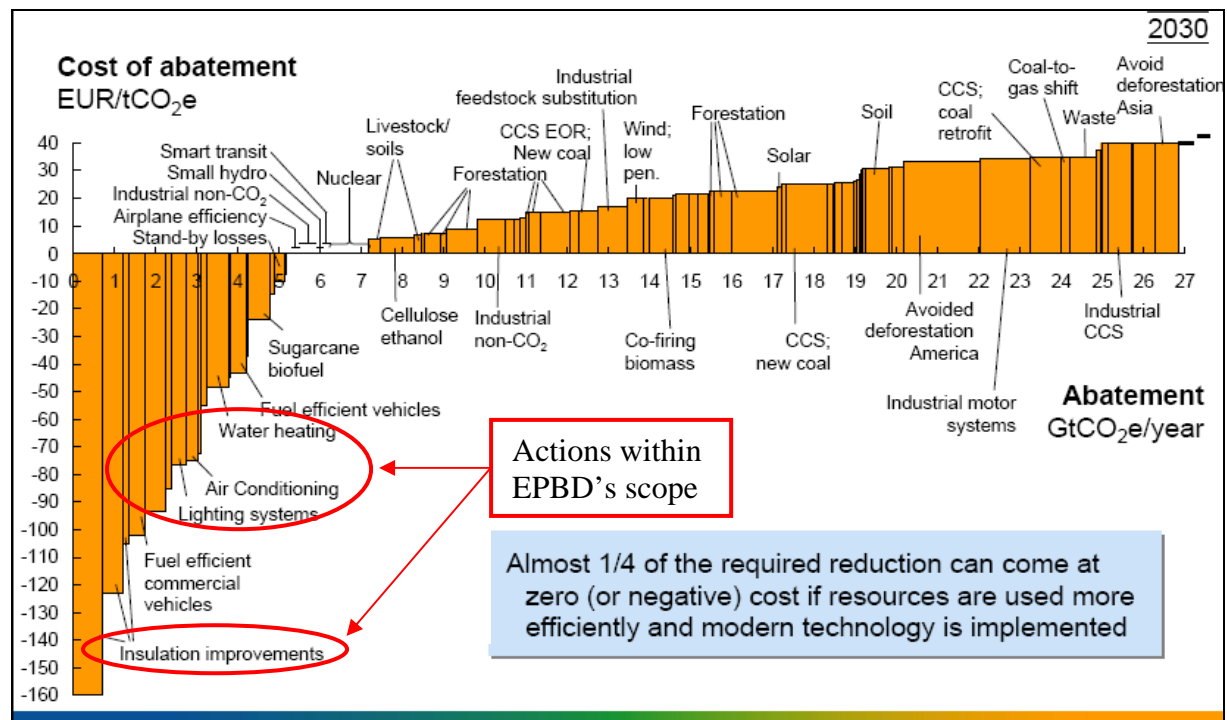 2030
Cost of abatement
EUR/tCO₂e
Smart transit
Small hydro
Industrial non-CO₂
Airplane efficiency
Stand-by losses
Nuclear
Livestock/
soils
Forestation
CCS EOR;
New coal
Industrial
feedstock substitution
Wind;
low
pen.
Forestation
Solar
Soil
CCS;
coal
retrofit
Coal-to-
gas shift
Waste
Avoid
deforestation
Asia
40
30
20
10
0
-10
-20
-30
-40
-50
-60
-70
-80
-90
-100
-110
-120
-130
-140
-150
-160
0 1 2 3 4 5 6 7 8 9 10 11 12 13 14 15 16 17 18 19 20 21 22 23 24 25 26 27
Cellulose
ethanol
Industrial
non-CO₂
Co-firing
biomass
CCS;
new coal
Avoided
deforestation
America
Industrial motor
systems
Industrial
CCS
Abatement
GtCO₂e/year
Sugarcane
biofuel
Fuel efficient vehicles
Water heating
Air Conditioning
Lighting systems
Fuel efficient
commercial
vehicles
Insulation improvements
Actions within
EPBD’s scope
Almost 1/4 of the required reduction can come at
zero (or negative) cost if resources are used more
efficiently and modern technology is implemented